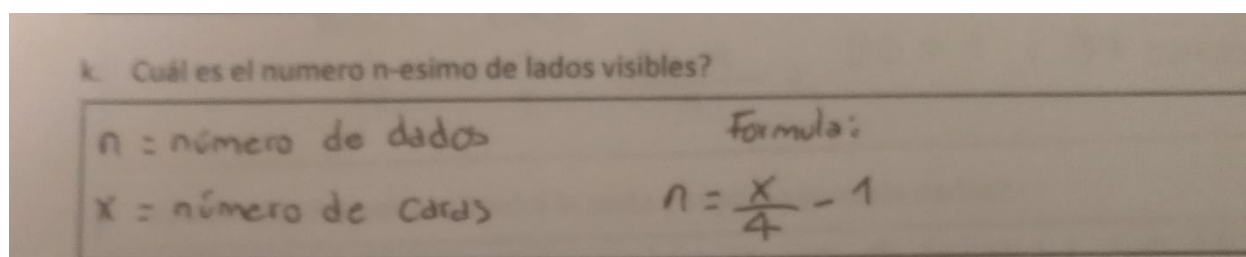 k. Cuál es el numero n-esimo de lados visibles?
n = número de dados
Formula:
x = número de caras
n = x/4 - 1